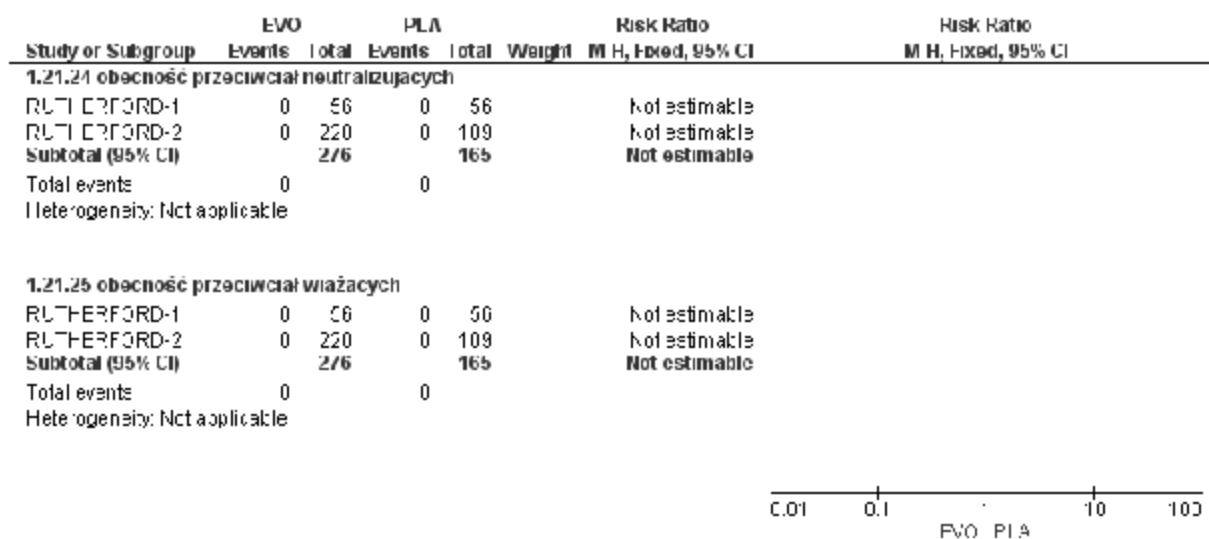 EVO PLA Risk Ratio Risk Ratio
Study or Subgroup Events Total Events Total Weight M H, Fixed, 95% CI M H, Fixed, 95% CI
1.21.24 obecność przeciwciał neutralizujacych
RUTHERFORD-1 0 56 0 56 Not estimable
RUTHERFORD-2 0 220 0 109 Not estimable
Subtotal (95% CI) 276 165 Not estimable
Total events 0 0
Heterogeneity: Not applicable
1.21.25 obecność przeciwciał wiażacych
RUTHERFORD-1 0 56 0 56 Not estimable
RUTHERFORD-2 0 220 0 109 Not estimable
Subtotal (95% CI) 276 165 Not estimable
Total events 0 0
Heterogeneity: Not applicable
0.01 0.1 1 10 100
EVO PLA